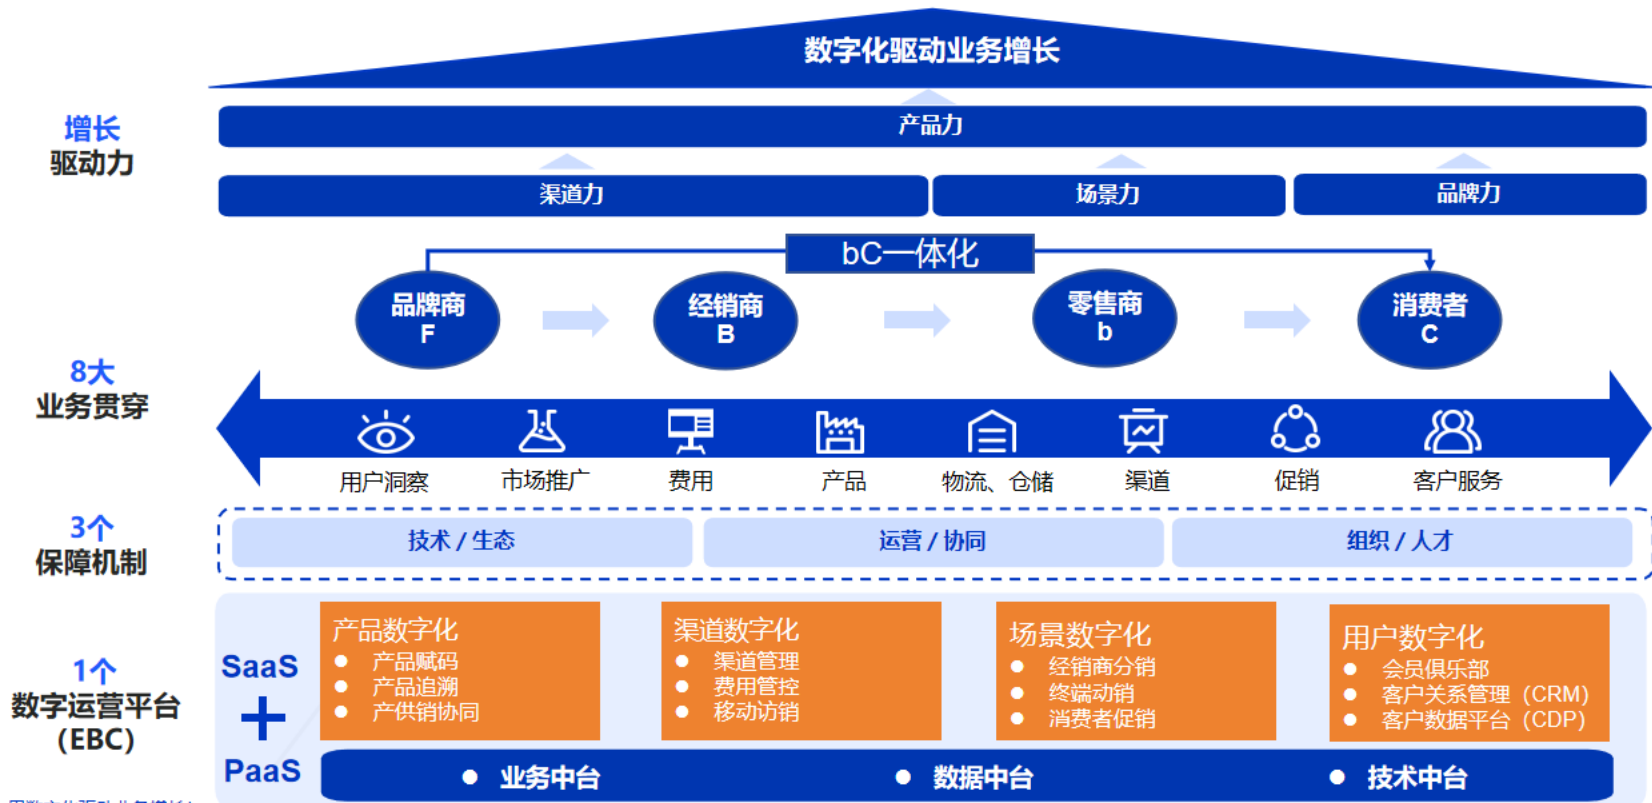 数字化驱动业务增长
增长
驱动力
产品力
渠道力
场景力
品牌力
bC一体化
品牌商
F
经销商
B
零售商
b
消费者
C
8大
业务贯穿
用户洞察
市场推广
费用
产品
物流、仓储
渠道
促销
客户服务
3个
保障机制
技术 / 生态
运营 / 协同
组织 / 人才
1个
数字运营平台
(EBC)
SaaS
+
PaaS
产品数字化
● 产品赋码
● 产品追溯
● 产供销协同
渠道数字化
● 渠道管理
● 费用管控
● 移动访销
场景数字化
● 经销商分销
● 终端动销
● 消费者促销
用户数字化
● 会员俱乐部
● 客户关系管理（CRM）
● 客户数据平台（CDP）
● 业务中台
● 数据中台
● 技术中台